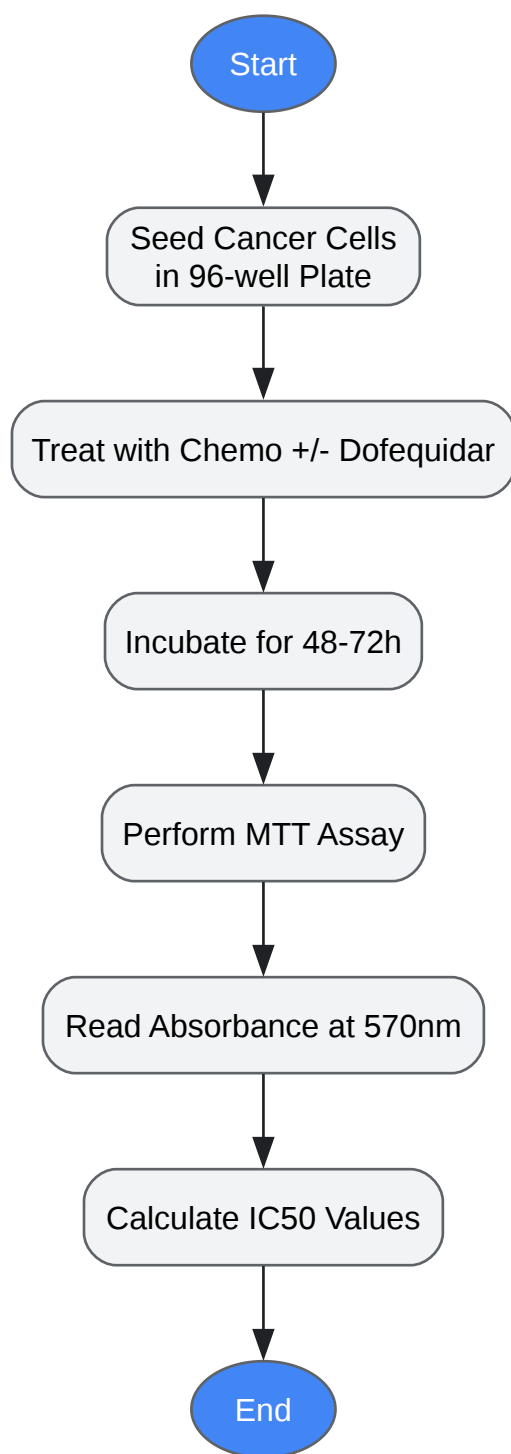 Start
Seed Cancer Cells
in 96-well Plate
Treat with Chemo +/- Dofequidar
Incubate for 48-72h
Perform MTT Assay
Read Absorbance at 570nm
Calculate IC50 Values
End